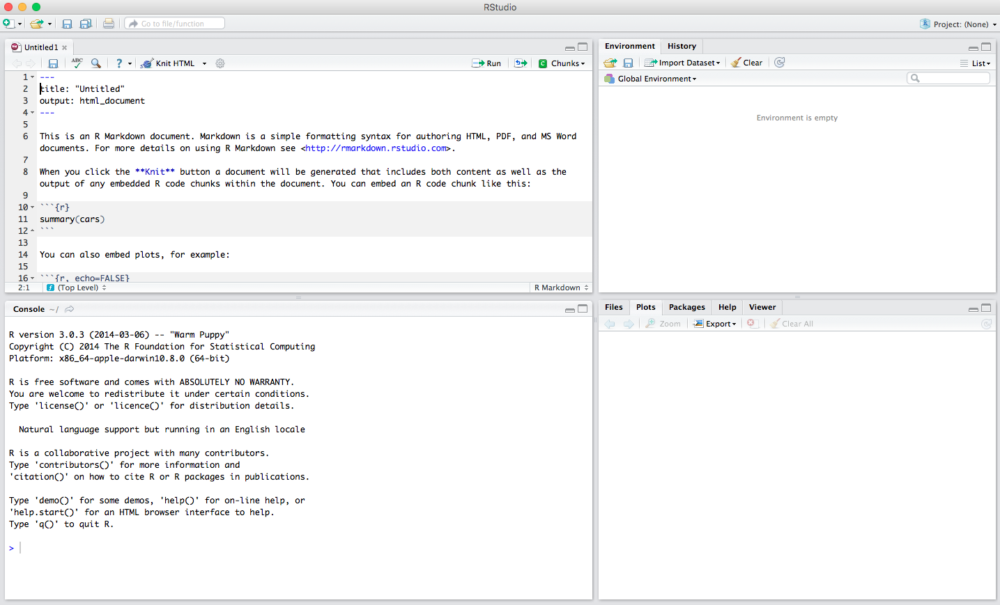 RStudio
Go to file/function
Project: (None)
Untitled1
ABC
Knit HTML
Run
Chunks
1 ---
2 title: "Untitled"
3 output: html_document
4 ---
5
6 This is an R Markdown document. Markdown is a simple formatting syntax for authoring HTML, PDF, and MS Word
documents. For more details on using R Markdown see <http://rmarkdown.rstudio.com>.
7
8 When you click the **Knit** button a document will be generated that includes both content as well as the
output of any embedded R code chunks within the document. You can embed an R code chunk like this:
9
10 ```{r}
11 summary(cars)
12 ```
13
14 You can also embed plots, for example:
15
16 ```{r, echo=FALSE}
2:1 (Top Level) R Markdown
Console ~/
R version 3.0.3 (2014-03-06) -- "Warm Puppy"
Copyright (C) 2014 The R Foundation for Statistical Computing
Platform: x86_64-apple-darwin10.8.0 (64-bit)
R is free software and comes with ABSOLUTELY NO WARRANTY.
You are welcome to redistribute it under certain conditions.
Type 'license()' or 'licence()' for distribution details.
Natural language support but running in an English locale
R is a collaborative project with many contributors.
Type 'contributors()' for more information and
'citation()' on how to cite R or R packages in publications.
Type 'demo()' for some demos, 'help()' for on-line help, or
'help.start()' for an HTML browser interface to help.
Type 'q()' to quit R.
>
Environment History
Import Dataset Clear List
Global Environment
Environment is empty
Files Plots Packages Help Viewer
Zoom Export Clear All